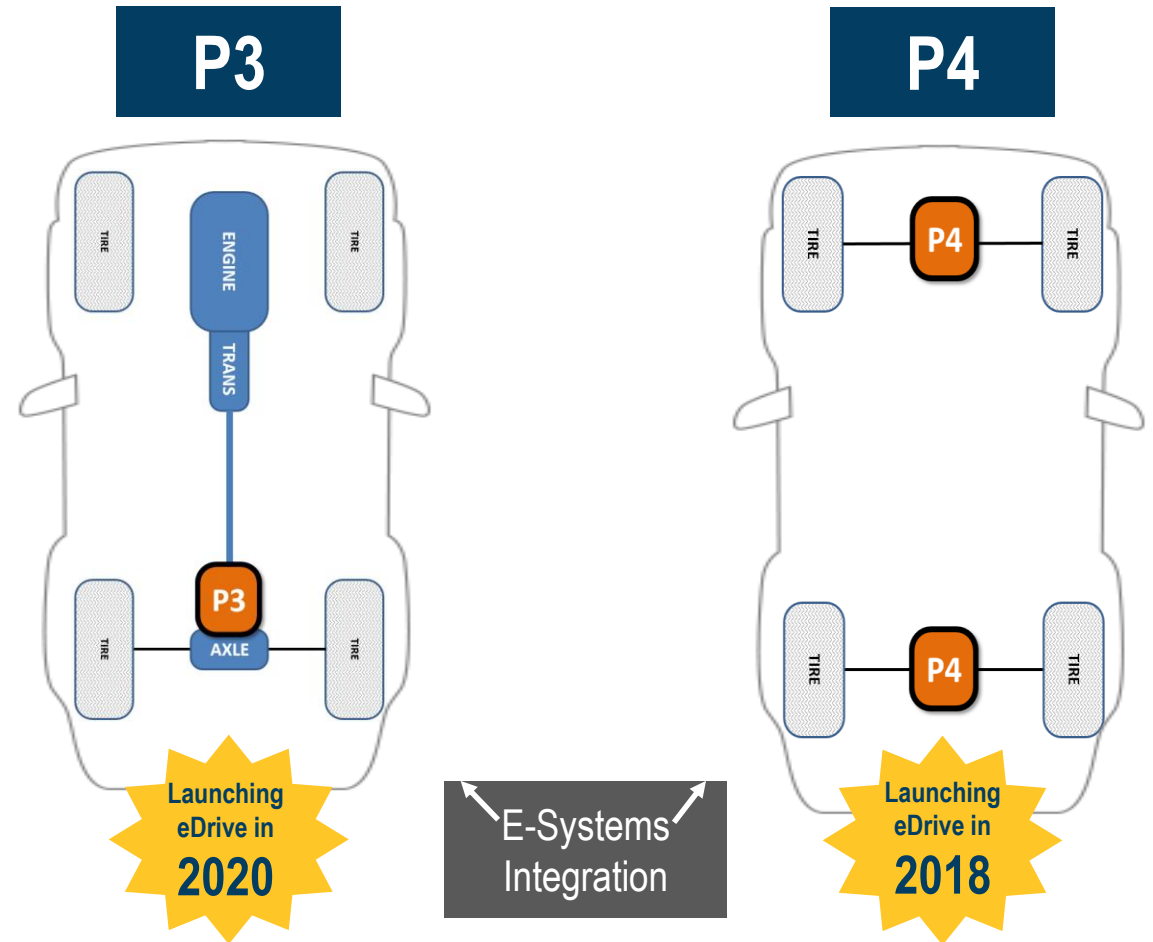 P3
TIRE
ENGINE
TIRE
TRANS
P3
AXLE
TIRE
TIRE
Launching
eDrive in
2020
E-Systems
Integration
P4
TIRE
P4
TIRE
TIRE
P4
TIRE
Launching
eDrive in
2018